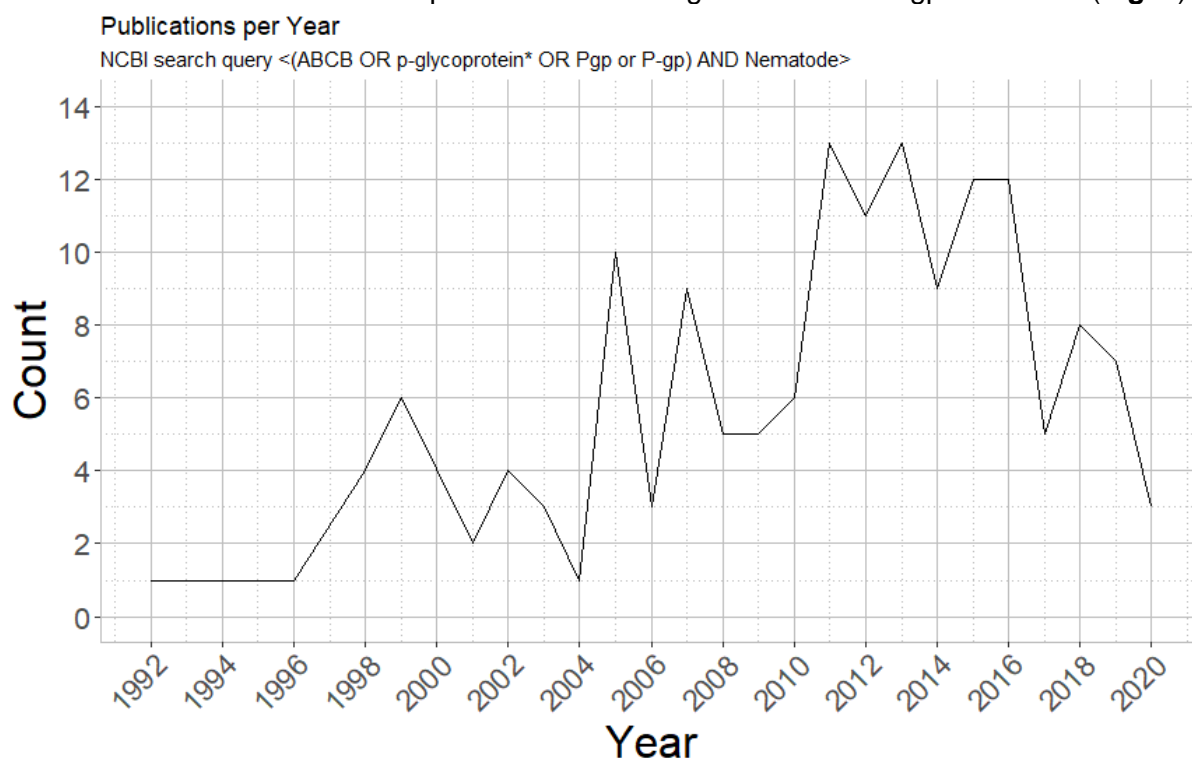 Publications per Year
NCBI search query <(ABCB OR p-glycoprotein* OR Pgp or P-gp) AND Nematode>
14
12
10
8
6
4
2
0
Count
1992 1994 1996 1998 2000 2002 2004 2006 2008 2010 2012 2014 2016 2018 2020
Year